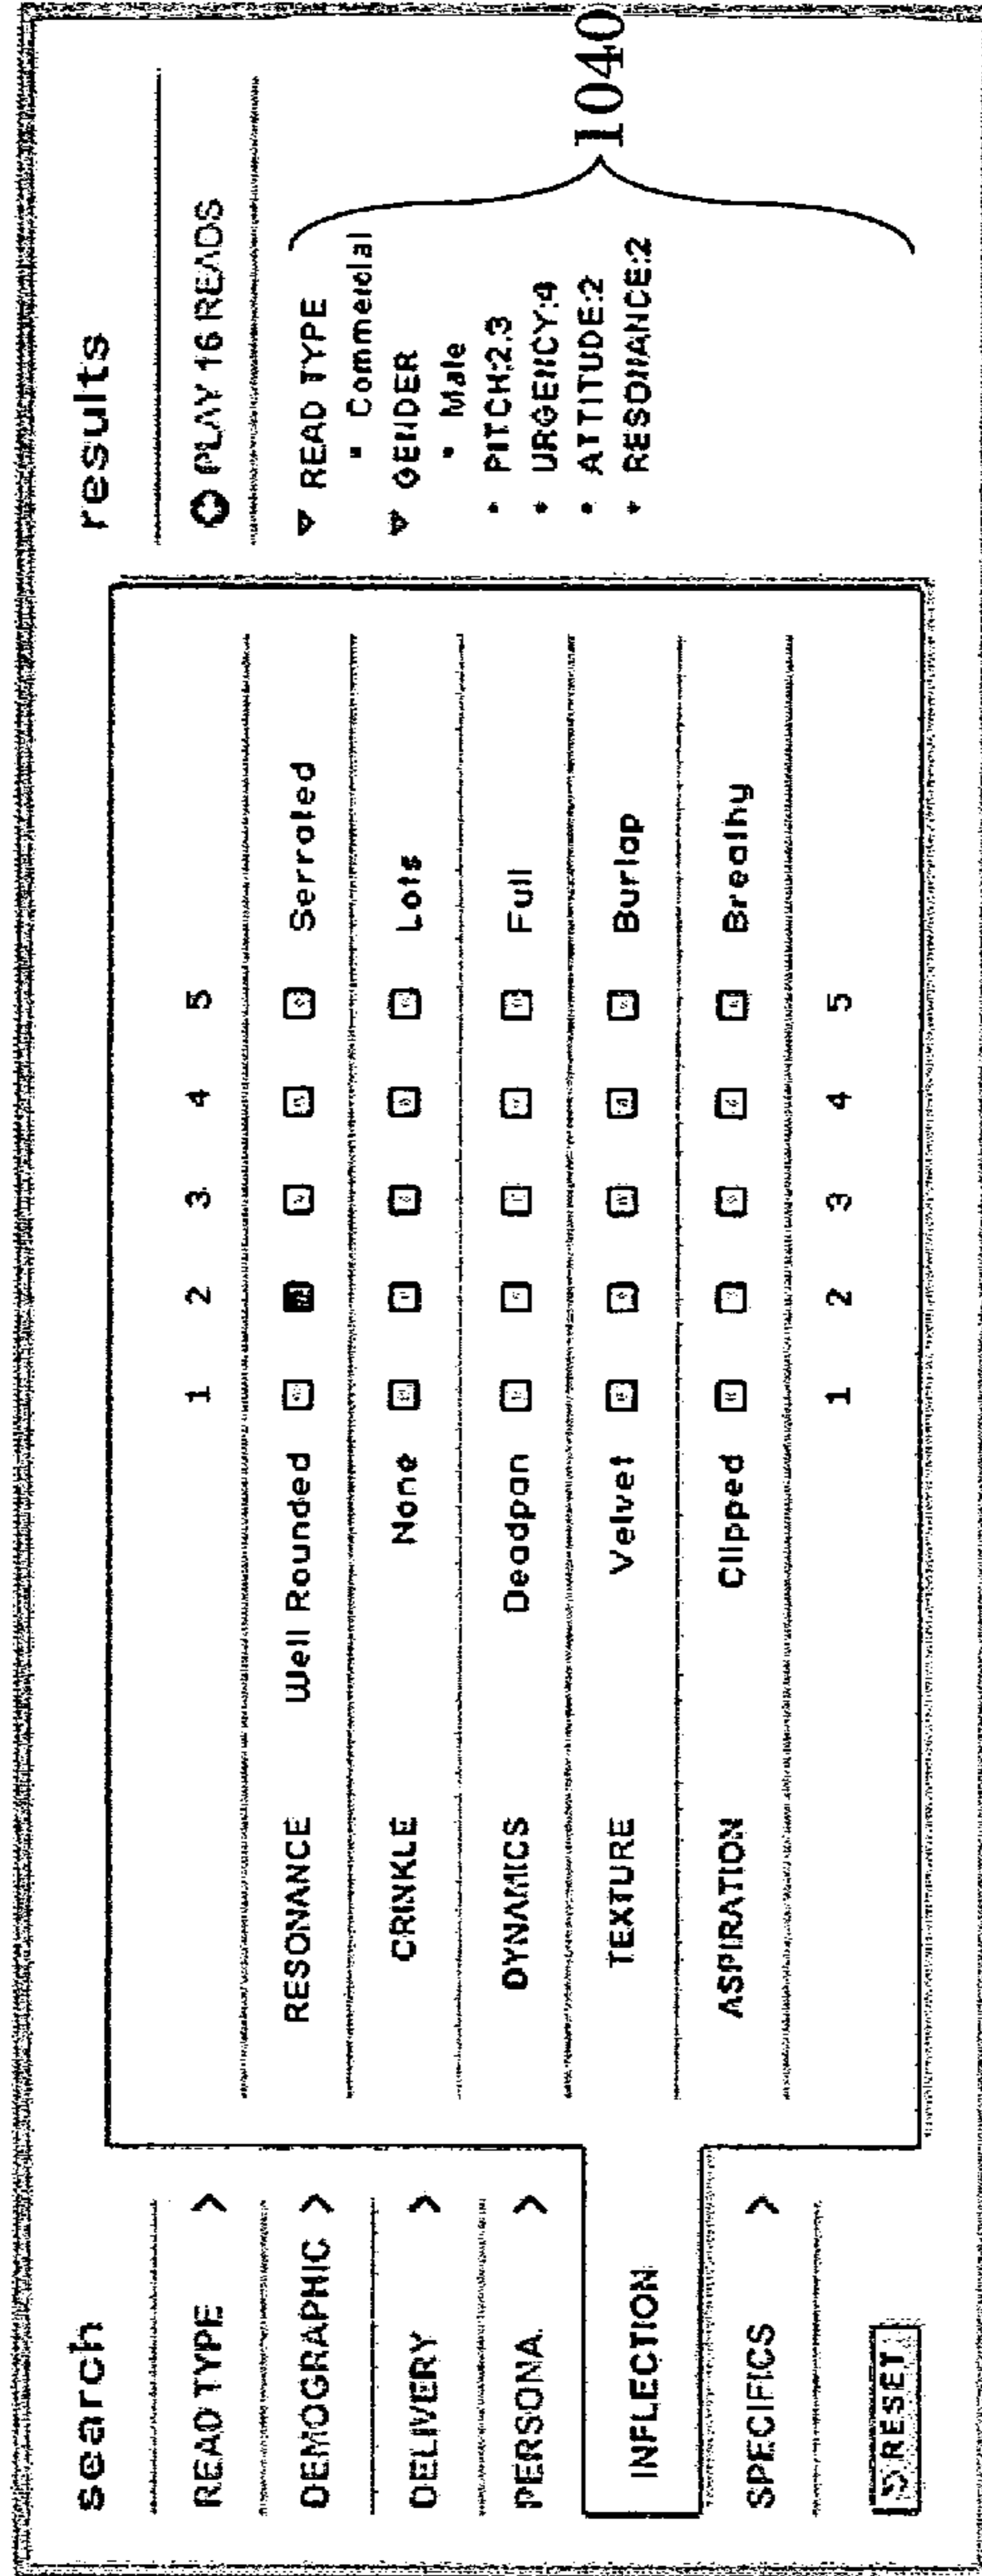 search
READ TYPE >
DEMOGRAPHIC >
DELIVERY >
PERSONA. >
INFLECTION
SPECIFICS >
RESET
1 2 3 4 5
RESONANCE Well Rounded Serrated
CRINKLE None Lots
DYNAMICS Deadpan Full
TEXTURE Velvet Burlap
ASPIRATION Clipped Breathy
1 2 3 4 5
results
PLAY 16 READS
READ TYPE
Commercial
GENDER
Male
PITCH:2,3
URGENCY:4
ATTITUDE:2
RESONANCE:2
1040